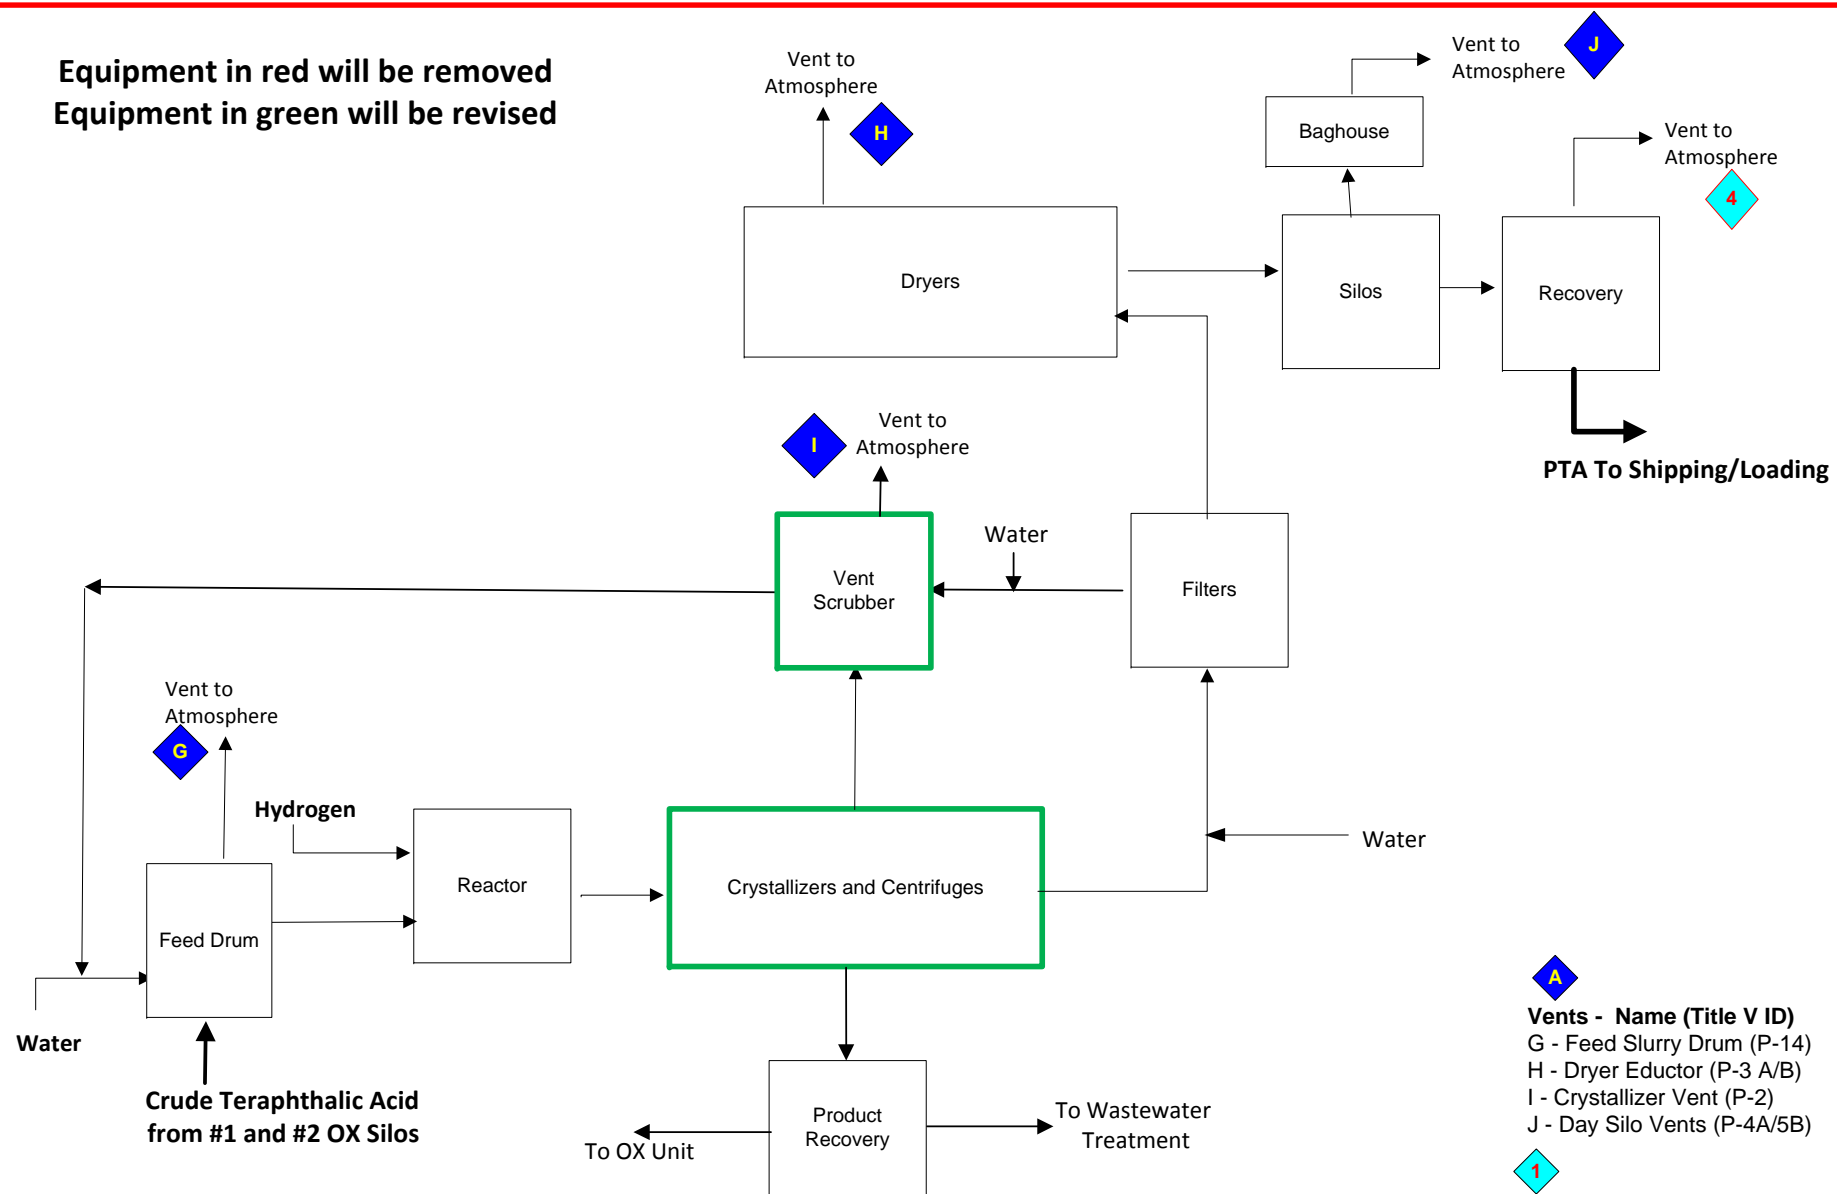 Equipment in red will be removed
Equipment in green will be revised
Vent to
Atmosphere
H
Vent to
Atmosphere
J
Baghouse
Vent to
Atmosphere
4
Dryers
Silos
Recovery
PTA To Shipping/Loading
I
Vent to
Atmosphere
Water
Vent
Scrubber
Filters
Vent to
Atmosphere
G
Hydrogen
Reactor
Crystallizers and Centrifuges
Water
Feed Drum
Water
Crude Teraphthalic Acid
from #1 and #2 OX Silos
Product
Recovery
To OX Unit
To Wastewater
Treatment
A
Vents - Name (Title V ID)
G - Feed Slurry Drum (P-14)
H - Dryer Eductor (P-3 A/B)
I - Crystallizer Vent (P-2)
J - Day Silo Vents (P-4A/5B)
1